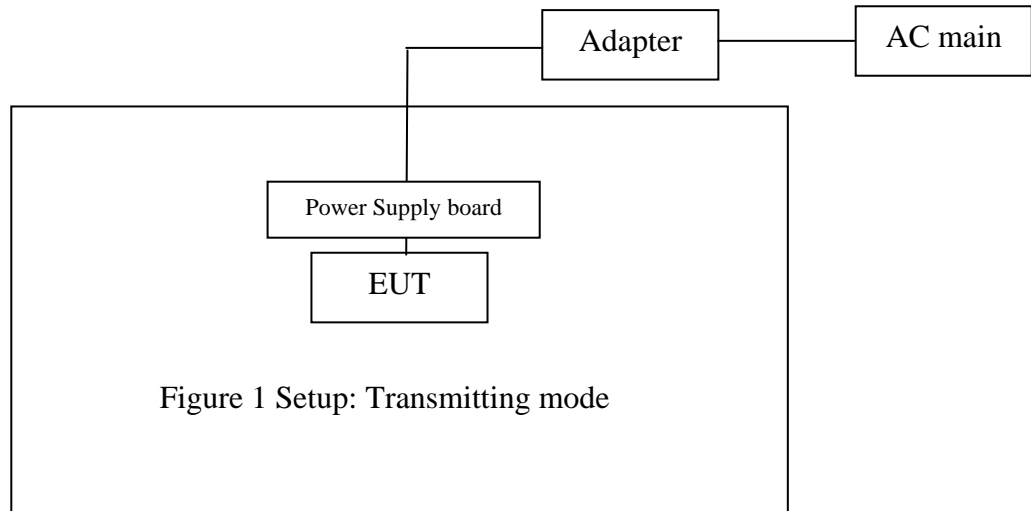 Adapter
AC main
Power Supply board
EUT
Figure 1 Setup: Transmitting mode